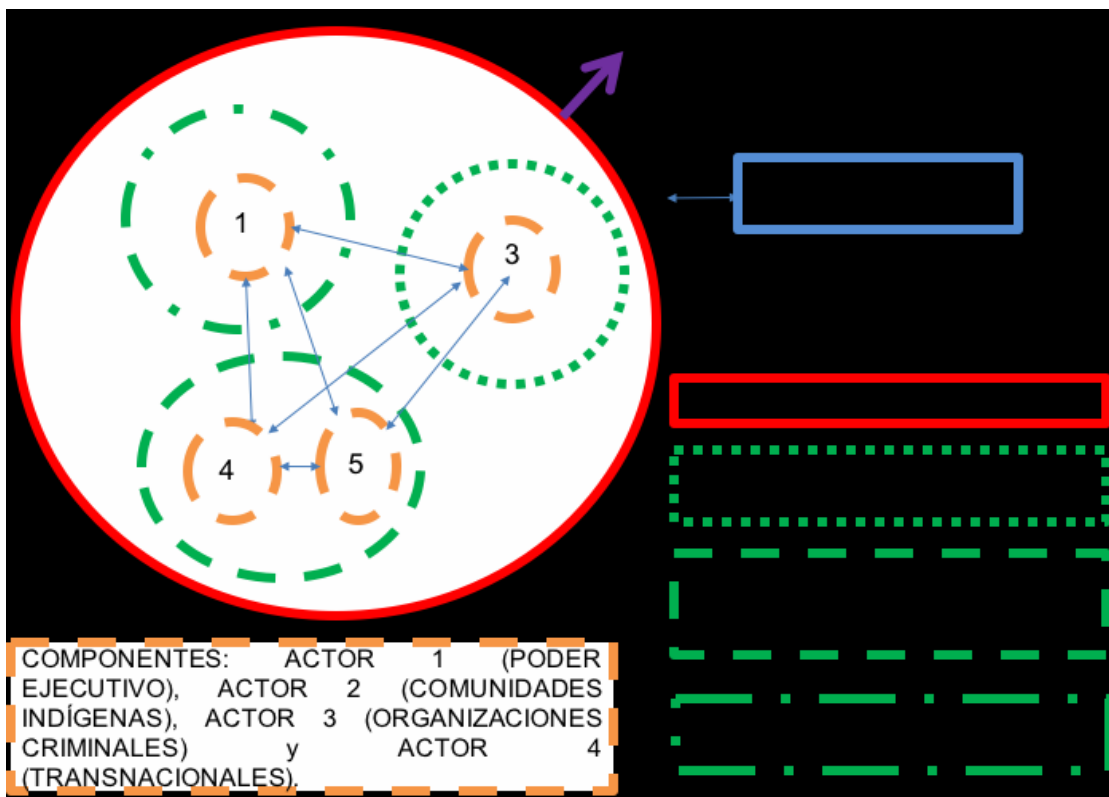 1
3
4
5
COMPONENTES: ACTOR 1 (PODER
EJECUTIVO), ACTOR 2 (COMUNIDADES
INDÍGENAS), ACTOR 3 (ORGANIZACIONES
CRIMINALES) y ACTOR 4
(TRANSNACIONALES).